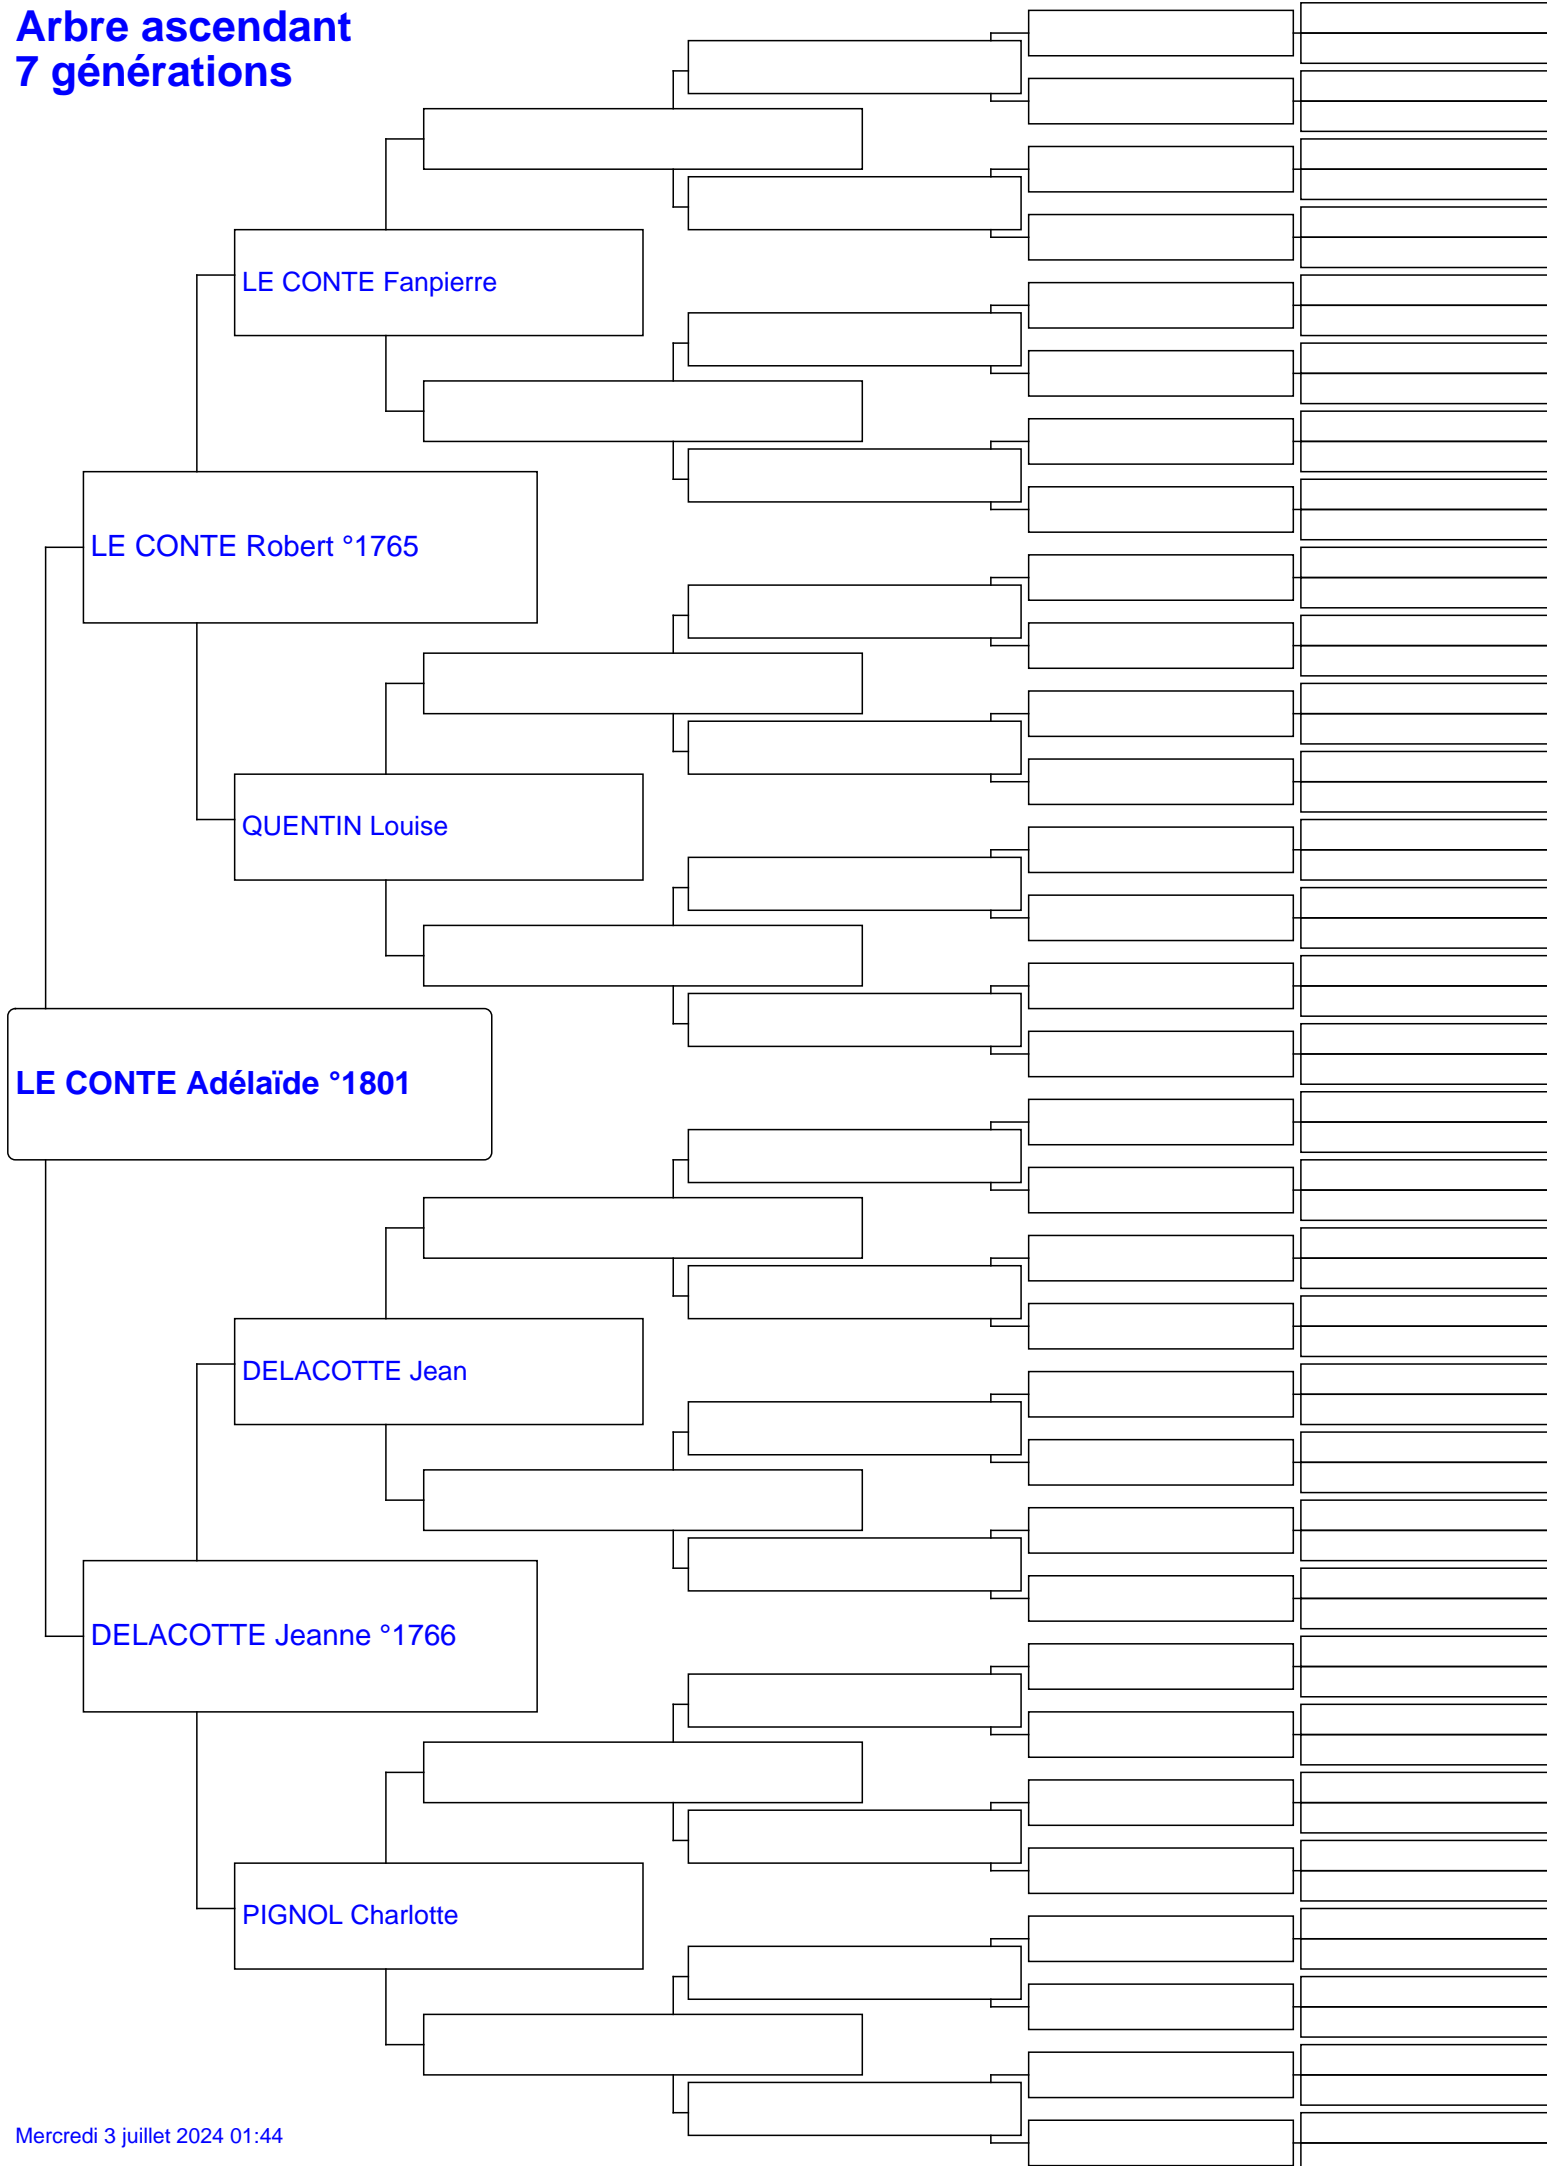 Arbre ascendant
7 générations
LE CONTE Fanpierre
LE CONTE Robert °1765
QUENTIN Louise
LE CONTE Adélaïde °1801
DELACOTTE Jean
DELACOTTE Jeanne °1766
PIGNOL Charlotte
Mercredi 3 juillet 2024 01:44